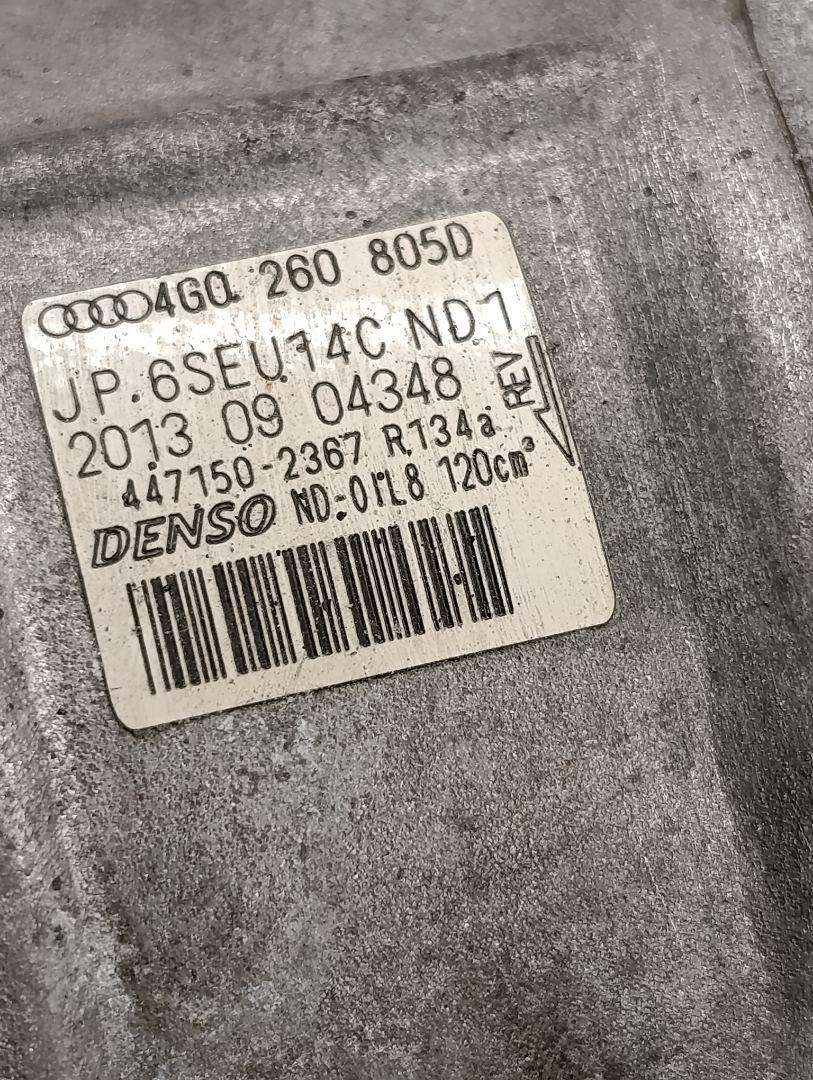 4G0 260 805D
JP.6SEU14C ND1
2013 09 04348
REV
447150-2367 R134a
DENSO ND-OIL8 120cm³